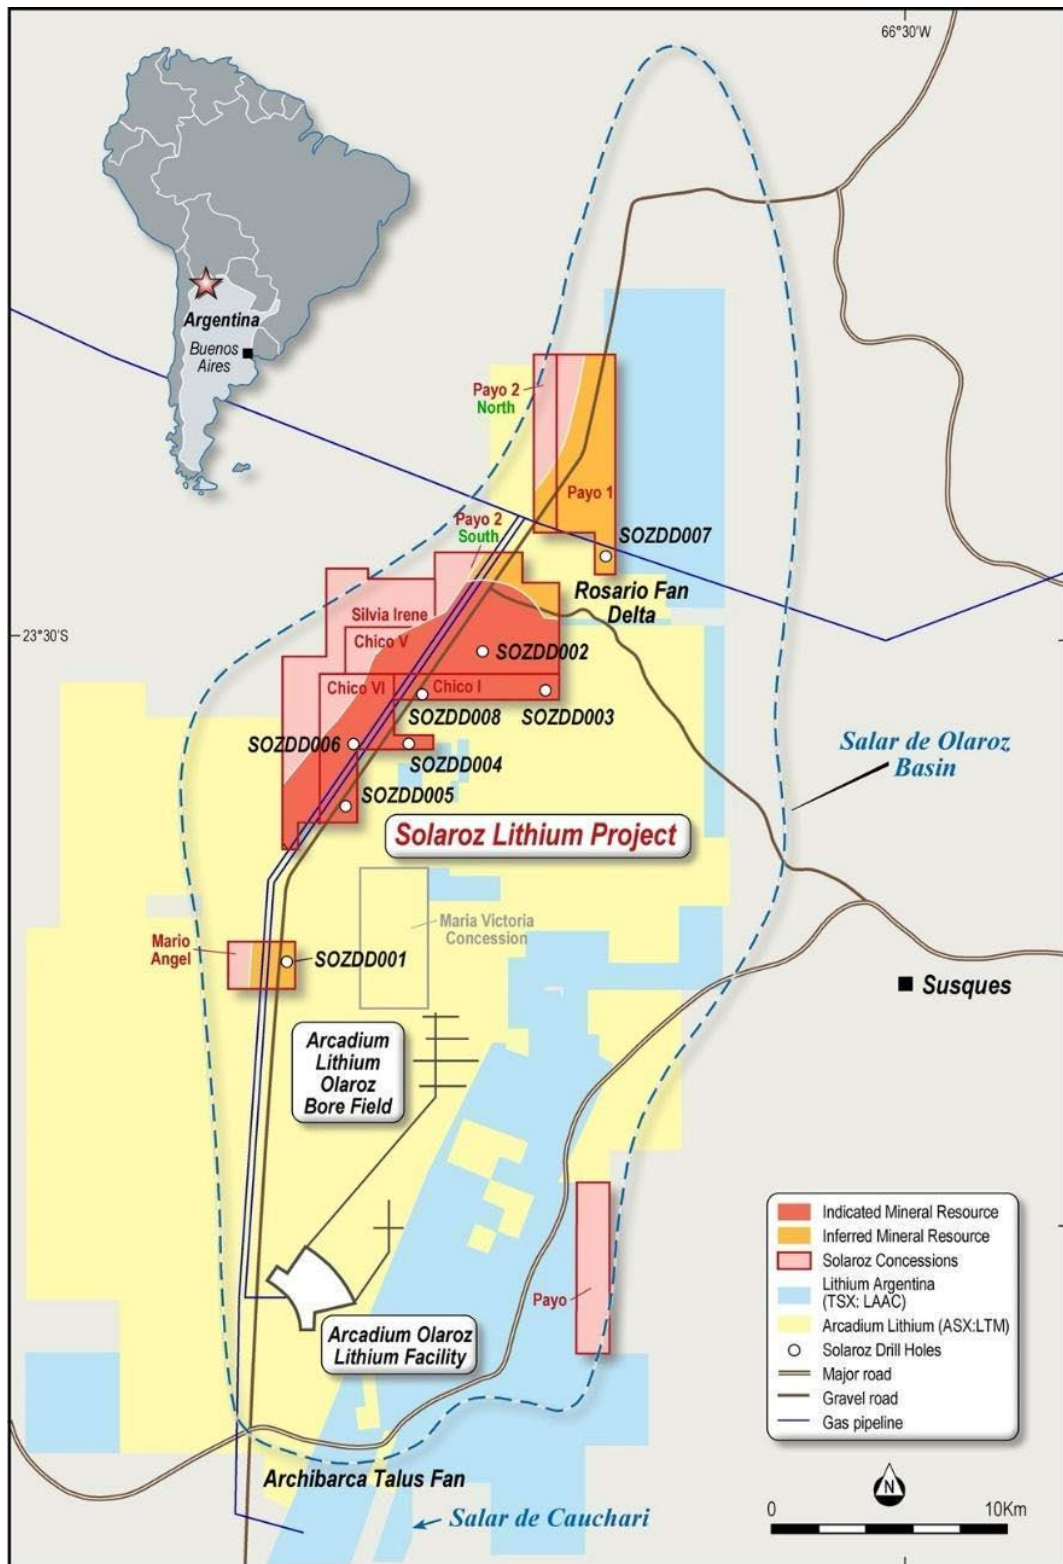 66°30'W
Argentina
Buenos
Aires
Payo 2
North
Payo 1
Payo 2
South
SOZDD007
Rosario Fan
Delta
23°30'S
Silvia Irene
Chico V
SOZDD002
Chico VI
Chico I
SOZDD008
SOZDD003
SOZDD006
SOZDD004
SOZDD005
Salar de Olaroz
Basin
Solaroz Lithium Project
Maria Victoria
Concession
Mario
Angel
SOZDD001
Susques
Arcadium
Lithium
Olaroz
Bore Field
Payo
Arcadium Olaroz
Lithium Facility
Archibarca Talus Fan
Salar de Cauchari
Indicated Mineral Resource
Inferred Mineral Resource
Solaroz Concessions
Lithium Argentina
(TSX: LAAC)
Arcadium Lithium (ASX:LTM)
Solaroz Drill Holes
Major road
Gravel road
Gas pipeline
N
0 10Km